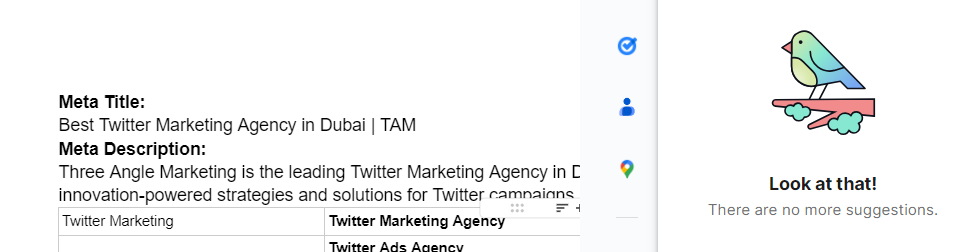 Meta Title:
Best Twitter Marketing Agency in Dubai | TAM
Meta Description:
Three Angle Marketing is the leading Twitter Marketing Agency in
innovation-powered strategies and solutions for Twitter campaigns
Twitter Marketing
Twitter Marketing Agency
Twitter Ads Agency
Look at that!
There are no more suggestions.